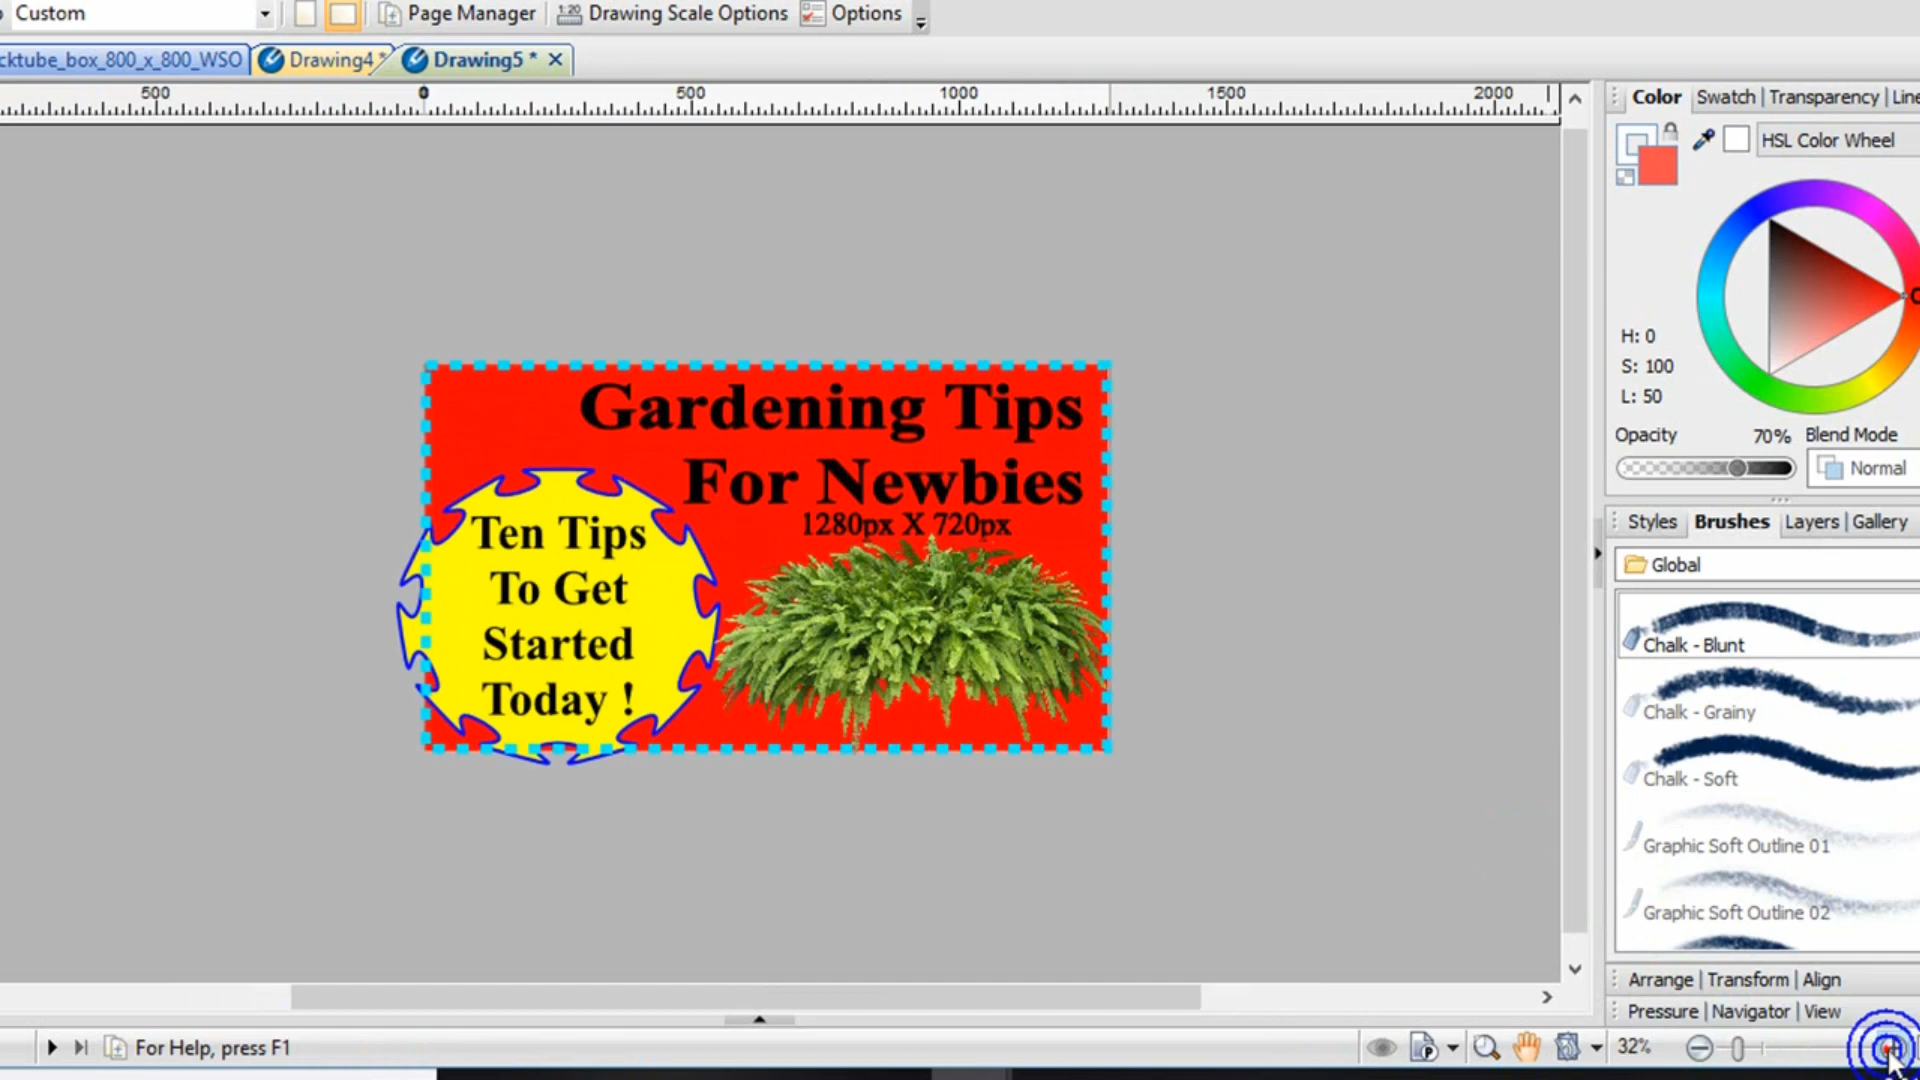 Custom
Page Manager
Drawing Scale Options
Options
cktube_box_800_x_800_WSO
Drawing4 *
Drawing5 *
500 0 500 1000 1500 2000
Color Swatch Transparency Line
HSL Color Wheel
H: 0
S: 100
L: 50
Opacity 70% Blend Mode
Normal
Styles Brushes Layers Gallery
Global
Chalk - Blunt
Chalk - Grainy
Chalk - Soft
Graphic Soft Outline 01
Graphic Soft Outline 02
Arrange Transform Align
Pressure Navigator View
Gardening Tips
For Newbies
1280px X 720px
Ten Tips
To Get
Started
Today !
For Help, press F1
32%